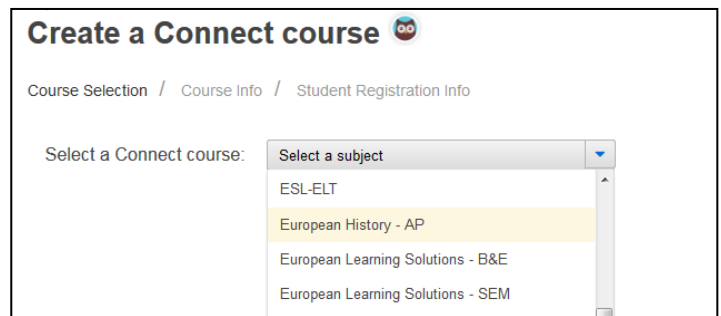 Create a Connect course
Course Selection / Course Info / Student Registration Info
Select a Connect course: Select a subject
ESL-ELT
European History - AP
European Learning Solutions - B&E
European Learning Solutions - SEM